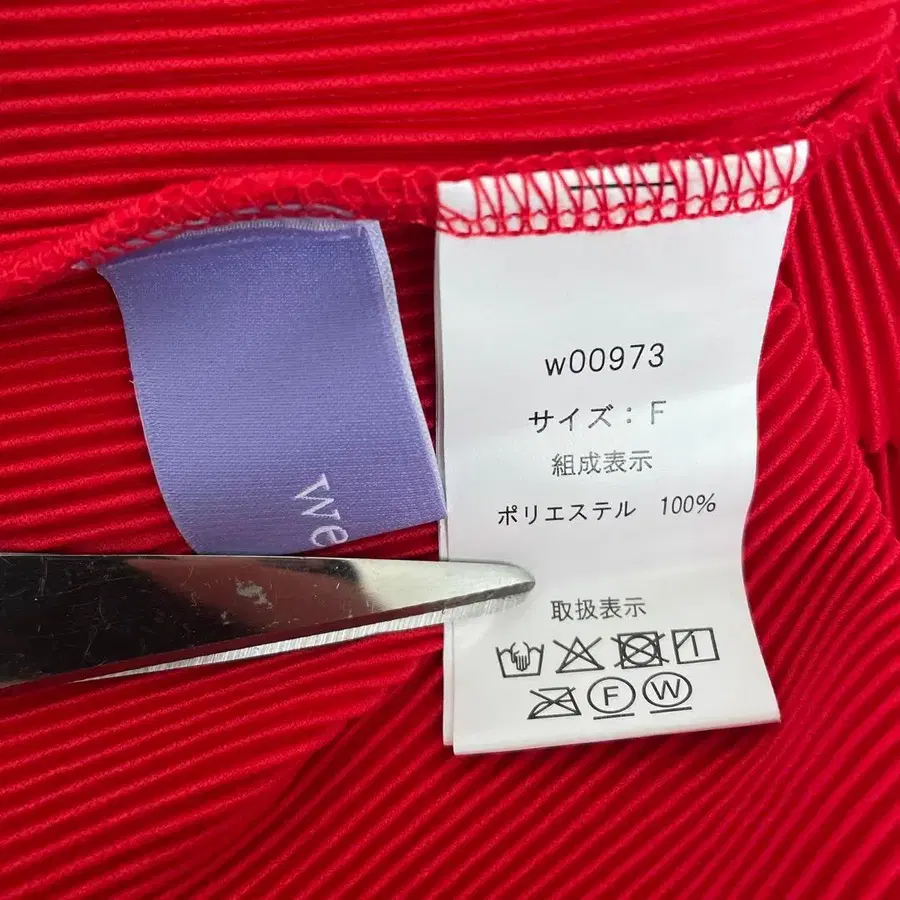 we
w00973
サイズ：F
組成表示
ポリエステル 100%
取扱表示
F W